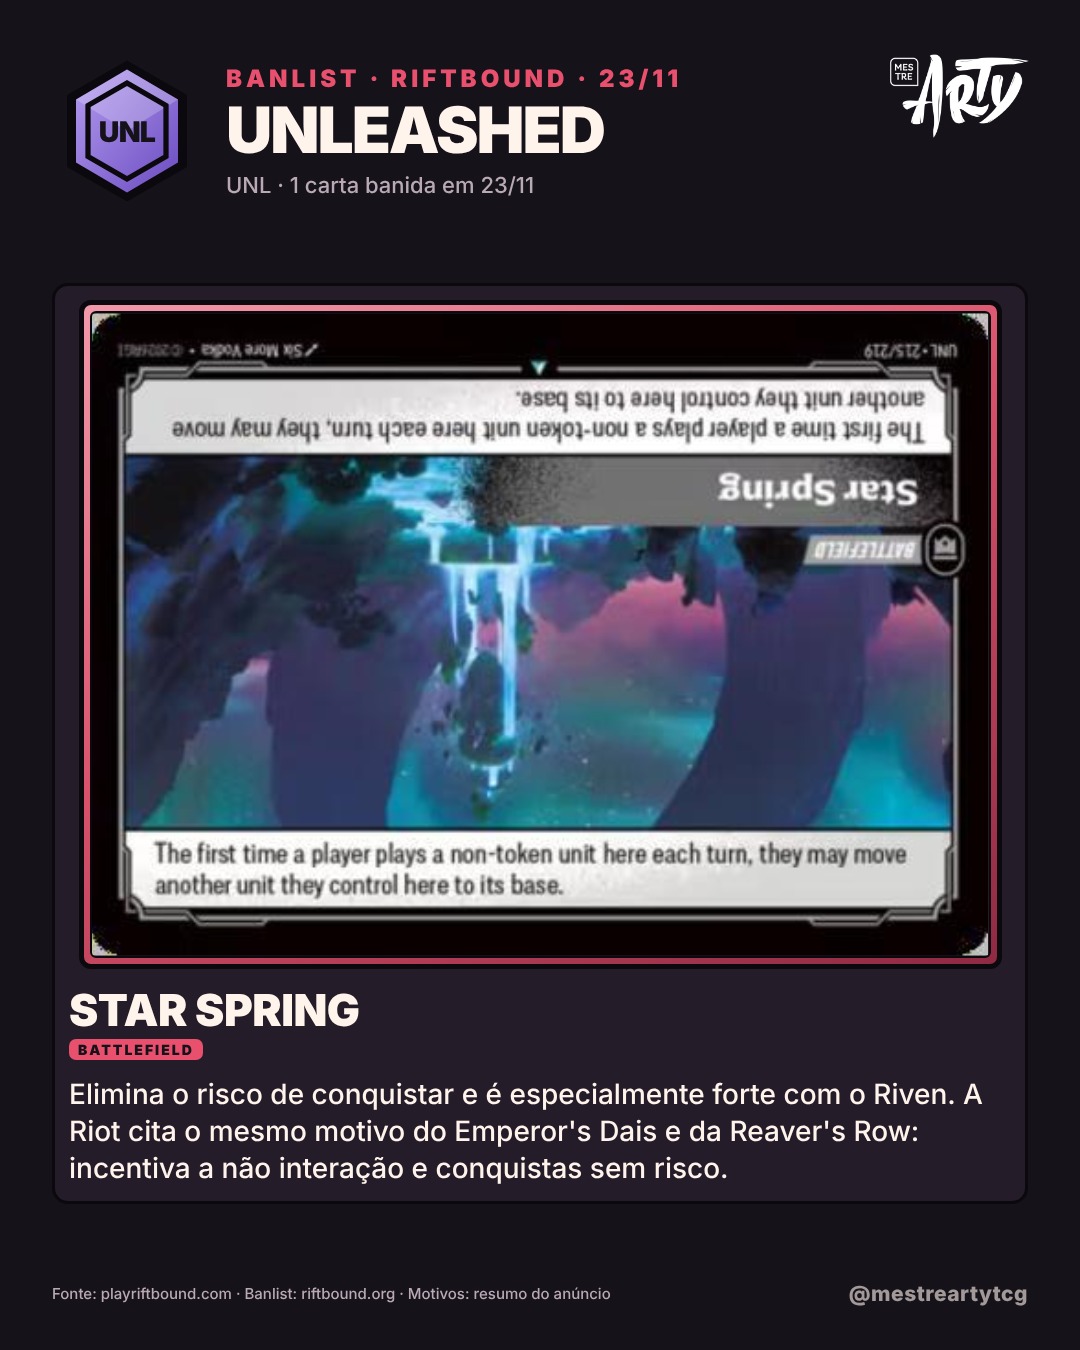 BANLIST · RIFTBOUND · 23/11
UNL
UNLEASHED
UNL · 1 carta banida em 23/11
MES
TRE
ARTY
UNL • 215/219
Six More Vodka •
The first time a player plays a non-token unit here each turn, they may move
another unit they control here to its base.
Star Spring
BATTLEFIELD
The first time a player plays a non-token unit here each turn, they may move
another unit they control here to its base.
STAR SPRING
BATTLEFIELD
Elimina o risco de conquistar e é especialmente forte com o Riven. A
Riot cita o mesmo motivo do Emperor's Dais e da Reaver's Row:
incentiva a não interação e conquistas sem risco.
Fonte: playriftbound.com · Banlist: riftbound.org · Motivos: resumo do anúncio
@mestreartytcg